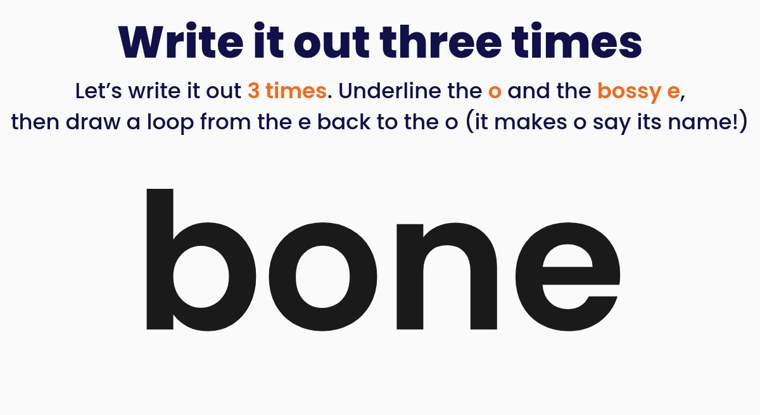 Write it out three times
Let’s write it out 3 times. Underline the o and the bossy e,
then draw a loop from the e back to the o (it makes o say its name!)
bone